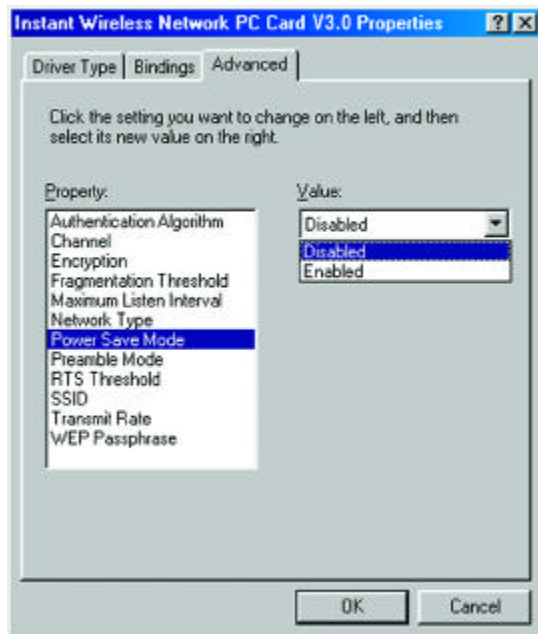 Instant Wireless Network PC Card V3.0 Properties ? X
Driver Type Bindings Advanced
Click the setting you want to change on the left, and then
select its new value on the right.
Property: Value:
Authentication Algorithm
Channel
Encryption
Fragmentation Threshold
Maximum Listen Interval
Network Type
Power Save Mode
Preamble Mode
RTS Threshold
SSID
Transmit Rate
WEP Passphrase
Disabled
Disabled
Enabled
OK Cancel